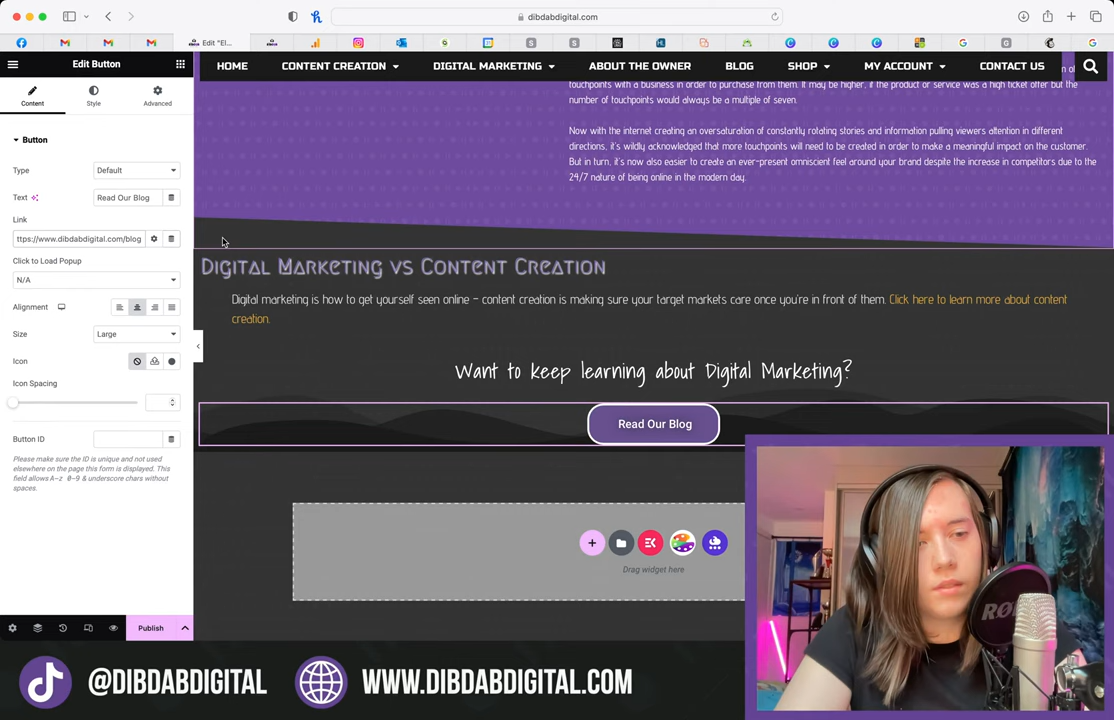 dibdabdigital.com
Edit "El...
Edit Button
HOME
CONTENT CREATION
DIGITAL MARKETING
ABOUT THE OWNER
BLOG
SHOP
MY ACCOUNT
CONTACT US
Content
Style
Advanced
touchpoints with a business in order to purchase from them. It may be higher, if the product or service was a high ticket offer but the
number of touchpoints would always be a multiple of seven.
Now with the internet creating an oversaturation of constantly rotating stories and information pulling viewers attention in different
directions, it's wildly acknowledged that more touchpoints will need to be created in order to make a meaningful impact on the customer.
But in turn, it's now also easier to create an ever-present omniscient feel around your brand despite the increase in competitors due to the
24/7 nature of being online in the modern day.
Button
Type
Default
Text
Read Our Blog
Link
ttps://www.dibdabdigital.com/blog
Click to Load Popup
N/A
Alignment
Size
Large
Icon
Icon Spacing
Button ID
Please make sure the ID is unique and not used
elsewhere on the page this form is displayed. This
field allows A-z 0-9 & underscore chars without
spaces.
Publish
Digital Marketing vs Content Creation
Digital marketing is how to get yourself seen online – content creation is making sure your target markets care once you're in front of them. Click here to learn more about content
creation.
Want to keep learning about Digital Marketing?
Read Our Blog
Drag widget here
RØDE
@DIBDABDIGITAL
WWW.DIBDABDIGITAL.COM